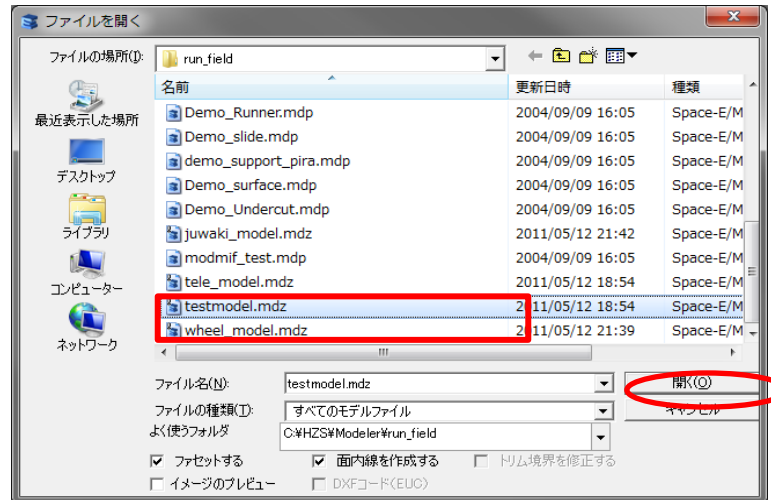 ファイルを開く
ファイルの場所(I):
run_field
名前
更新日時
種類
Demo_Runner.mdp
2004/09/09 16:05
Space-E/M
Demo_slide.mdp
2004/09/09 16:05
Space-E/M
demo_support_pira.mdp
2004/09/09 16:05
Space-E/M
Demo_surface.mdp
2004/09/09 16:05
Space-E/M
Demo_Undercut.mdp
2004/09/09 16:05
Space-E/M
juwaki_model.mdz
2011/05/12 21:42
Space-E/M
modmif_test.mdp
2004/09/09 16:05
Space-E/M
tele_model.mdz
2011/05/12 18:54
Space-E/M
testmodel.mdz
2011/05/12 18:54
Space-E/M
wheel_model.mdz
2011/05/12 21:39
Space-E/M
最近表示した場所
デスクトップ
ライブラリ
コンピューター
ネットワーク
ファイル名(N):
testmodel.mdz
開く(O)
ファイルの種類(T):
すべてのモデルファイル
キャンセル
よく使うフォルダ
C:¥HZS¥Modeler¥run_field
ファセットする
面内線を作成する
トリム境界を修正する
イメージのプレビュー
DXFコード(EUC)